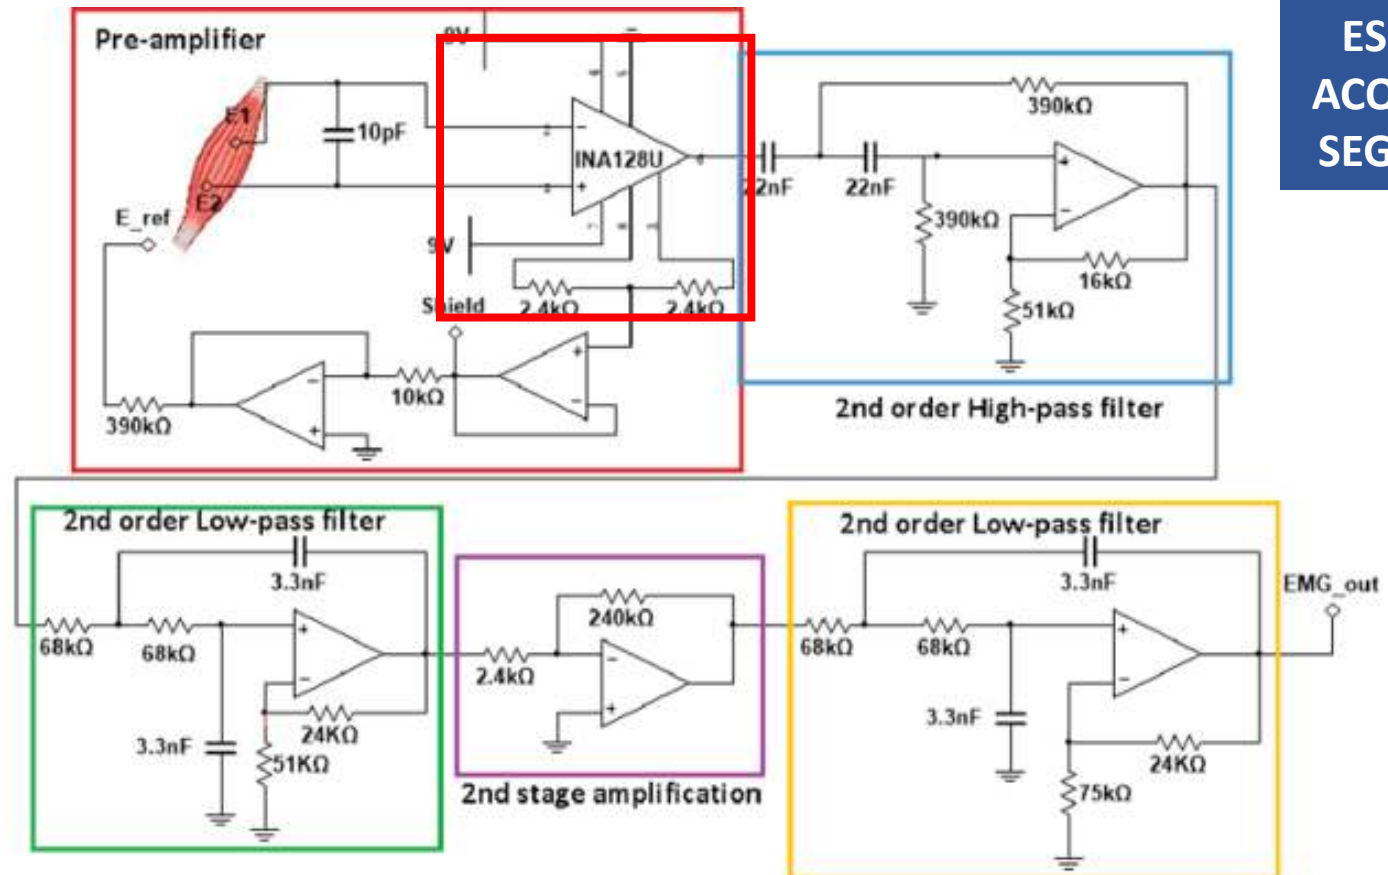 Pre-amplifier
9V
E1
10pF
INA128U
E2
E_ref
9V
Shield
2.4kΩ
2.4kΩ
10kΩ
390kΩ
390kΩ
22nF
22nF
390kΩ
16kΩ
51kΩ
2nd order High-pass filter
ES
ACO
SEG
2nd order Low-pass filter
3.3nF
68kΩ
68kΩ
24KΩ
3.3nF
51KΩ
240kΩ
2.4kΩ
2nd stage amplification
2nd order Low-pass filter
3.3nF
EMG_out
68kΩ
68kΩ
3.3nF
24KΩ
75kΩ